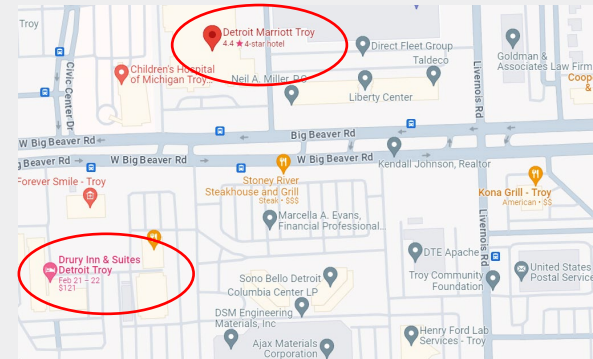 Troy
Detroit Marriott Troy
4.4 ★ 4-star hotel
Direct Fleet Group
Taldeco
Goldman &
Associates Law Firm
Children's Hospital
of Michigan Troy...
Neil A. Miller, P.C
Liberty Center
Coop
&
Civic Center Dr
Livernois Rd
Big Beaver Rd
W Big Beaver Rd
Big Beaver Rd
W Big Beaver Rd
W Big Beaver Rd
Kendall Johnson, Realtor
Forever Smile - Troy
Stoney River
Steakhouse and Grill
Steak • $$$
Kona Grill - Troy
American • $$
Marcella A. Evans,
Financial Professional...
Livernois Rd
DTE Apache
Drury Inn & Suites
Detroit Troy
Feb 21 – 22
$121
Sono Bello Detroit
Columbia Center LP
Troy Community
Foundation
United States
Postal Service
DSM Engineering
Materials, Inc
Ajax Materials
Corporation
Henry Ford Lab
Services - Troy